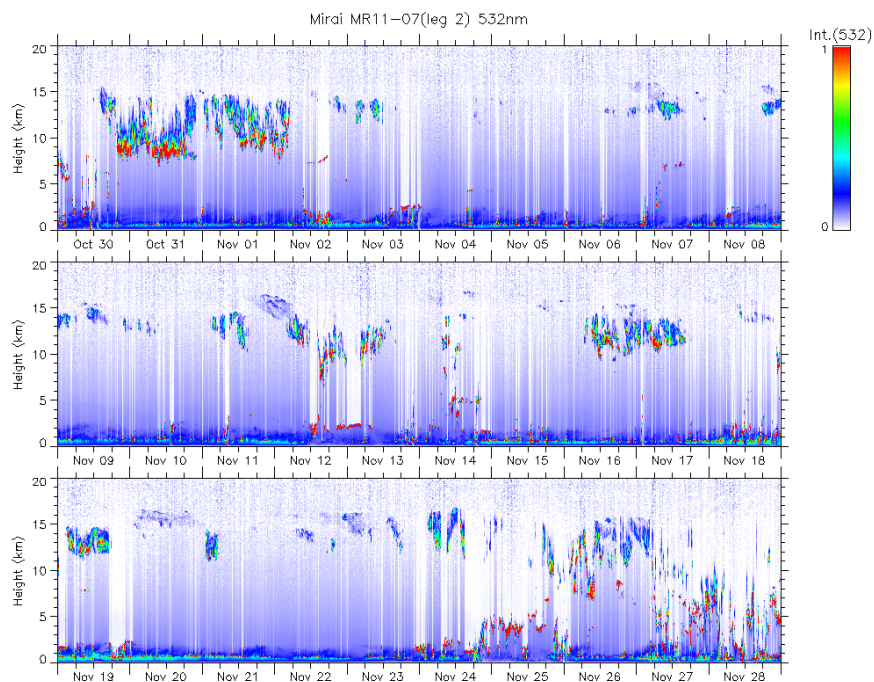 Mirai MR11-07(leg 2) 532nm
Int.(532)
1
0
20
15
10
5
0
Height (km)
Oct 30 Oct 31 Nov 01 Nov 02 Nov 03 Nov 04 Nov 05 Nov 06 Nov 07 Nov 08
20
15
10
5
0
Height (km)
Nov 09 Nov 10 Nov 11 Nov 12 Nov 13 Nov 14 Nov 15 Nov 16 Nov 17 Nov 18
20
15
10
5
0
Height (km)
Nov 19 Nov 20 Nov 21 Nov 22 Nov 23 Nov 24 Nov 25 Nov 26 Nov 27 Nov 28